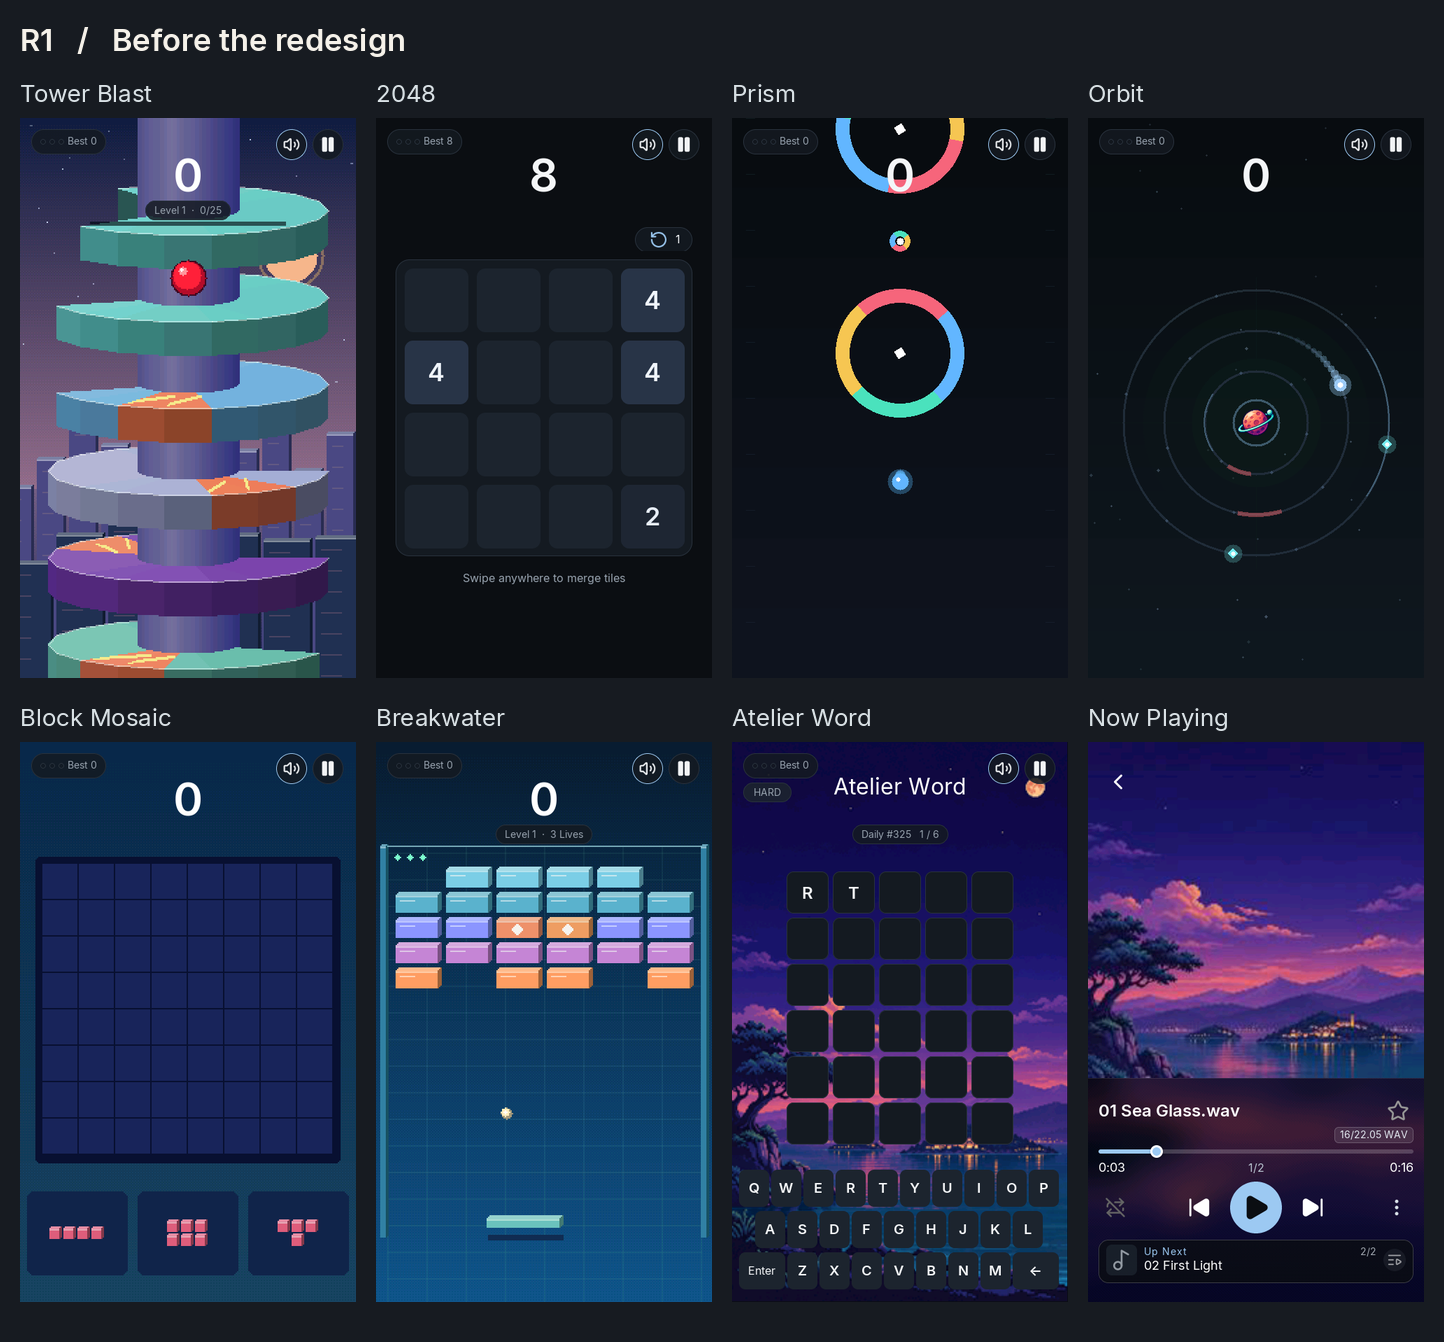 R1 / Before the redesign
Tower Blast
Best 0
0
Level 1 · 0/25
2048
Best 8
8
1
4
4
4
2
Swipe anywhere to merge tiles
Prism
Best 0
0
Orbit
Best 0
0
Block Mosaic
Best 0
0
Breakwater
Best 0
0
Level 1 · 3 Lives
Atelier Word
Best 0
HARD
Atelier Word
Daily #325 1 / 6
R T
Q W E R T Y U I O P
A S D F G H J K L
Enter Z X C V B N M ←
Now Playing
01 Sea Glass.wav
16/22.05 WAV
0:03 1/2 0:16
Up Next 2/2
02 First Light